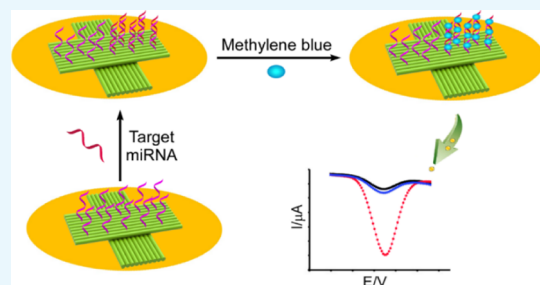 Methylene blue
Target
miRNA
I/μA
E/V